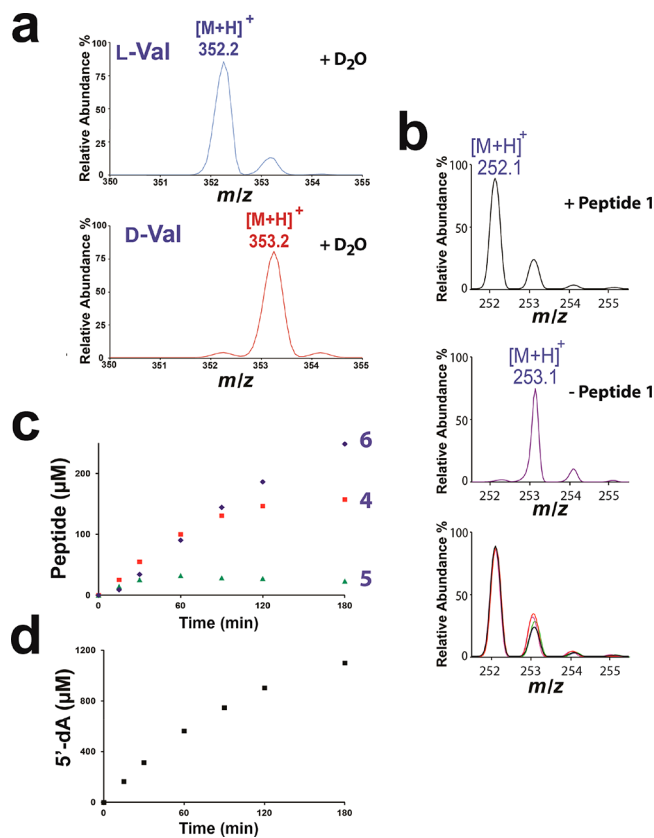 a
L-Val
[M+H]+
352.2
+ D2O
Relative Abundance %
100
75
50
25
0
350 351 352 353 354 355
m/z
D-Val
[M+H]+
353.2
+ D2O
Relative Abundance %
100
75
50
25
0
350 351 352 353 354 355
m/z
b
[M+H]+
252.1
+ Peptide 1
Relative Abundance %
100
50
0
252 253 254 255
m/z
[M+H]+
253.1
- Peptide 1
Relative Abundance %
100
50
0
252 253 254 255
m/z
Relative Abundance %
100
50
0
252 253 254 255
m/z
c
Peptide (µM)
200
100
0
6
4
5
0 60 120 180
Time (min)
d
5'-dA (µM)
1200
800
400
0
0 60 120 180
Time (min)